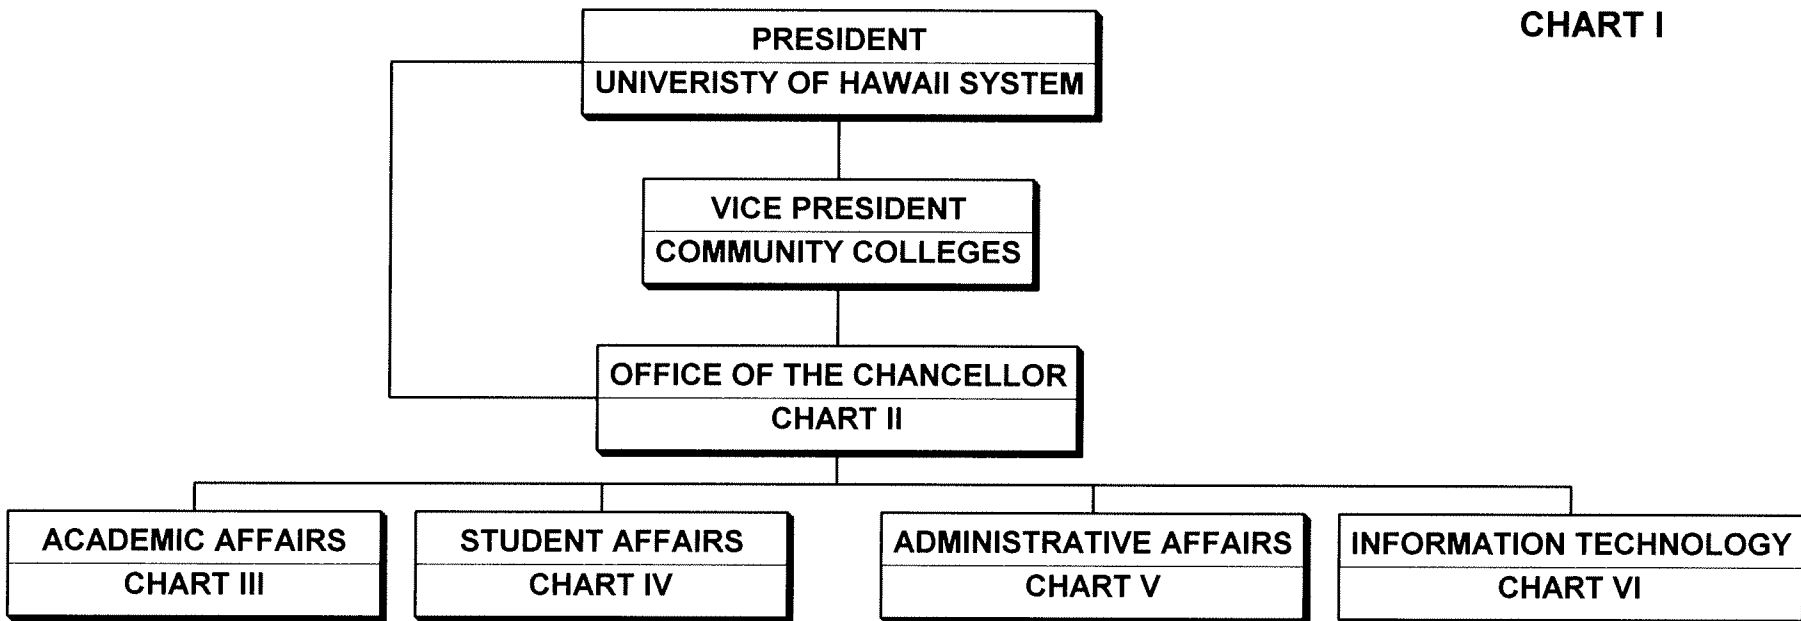 CHART I
PRESIDENT
UNIVERISTY OF HAWAII SYSTEM
VICE PRESIDENT
COMMUNITY COLLEGES
OFFICE OF THE CHANCELLOR
CHART II
ACADEMIC AFFAIRS
CHART III
STUDENT AFFAIRS
CHART IV
ADMINISTRATIVE AFFAIRS
CHART V
INFORMATION TECHNOLOGY
CHART VI